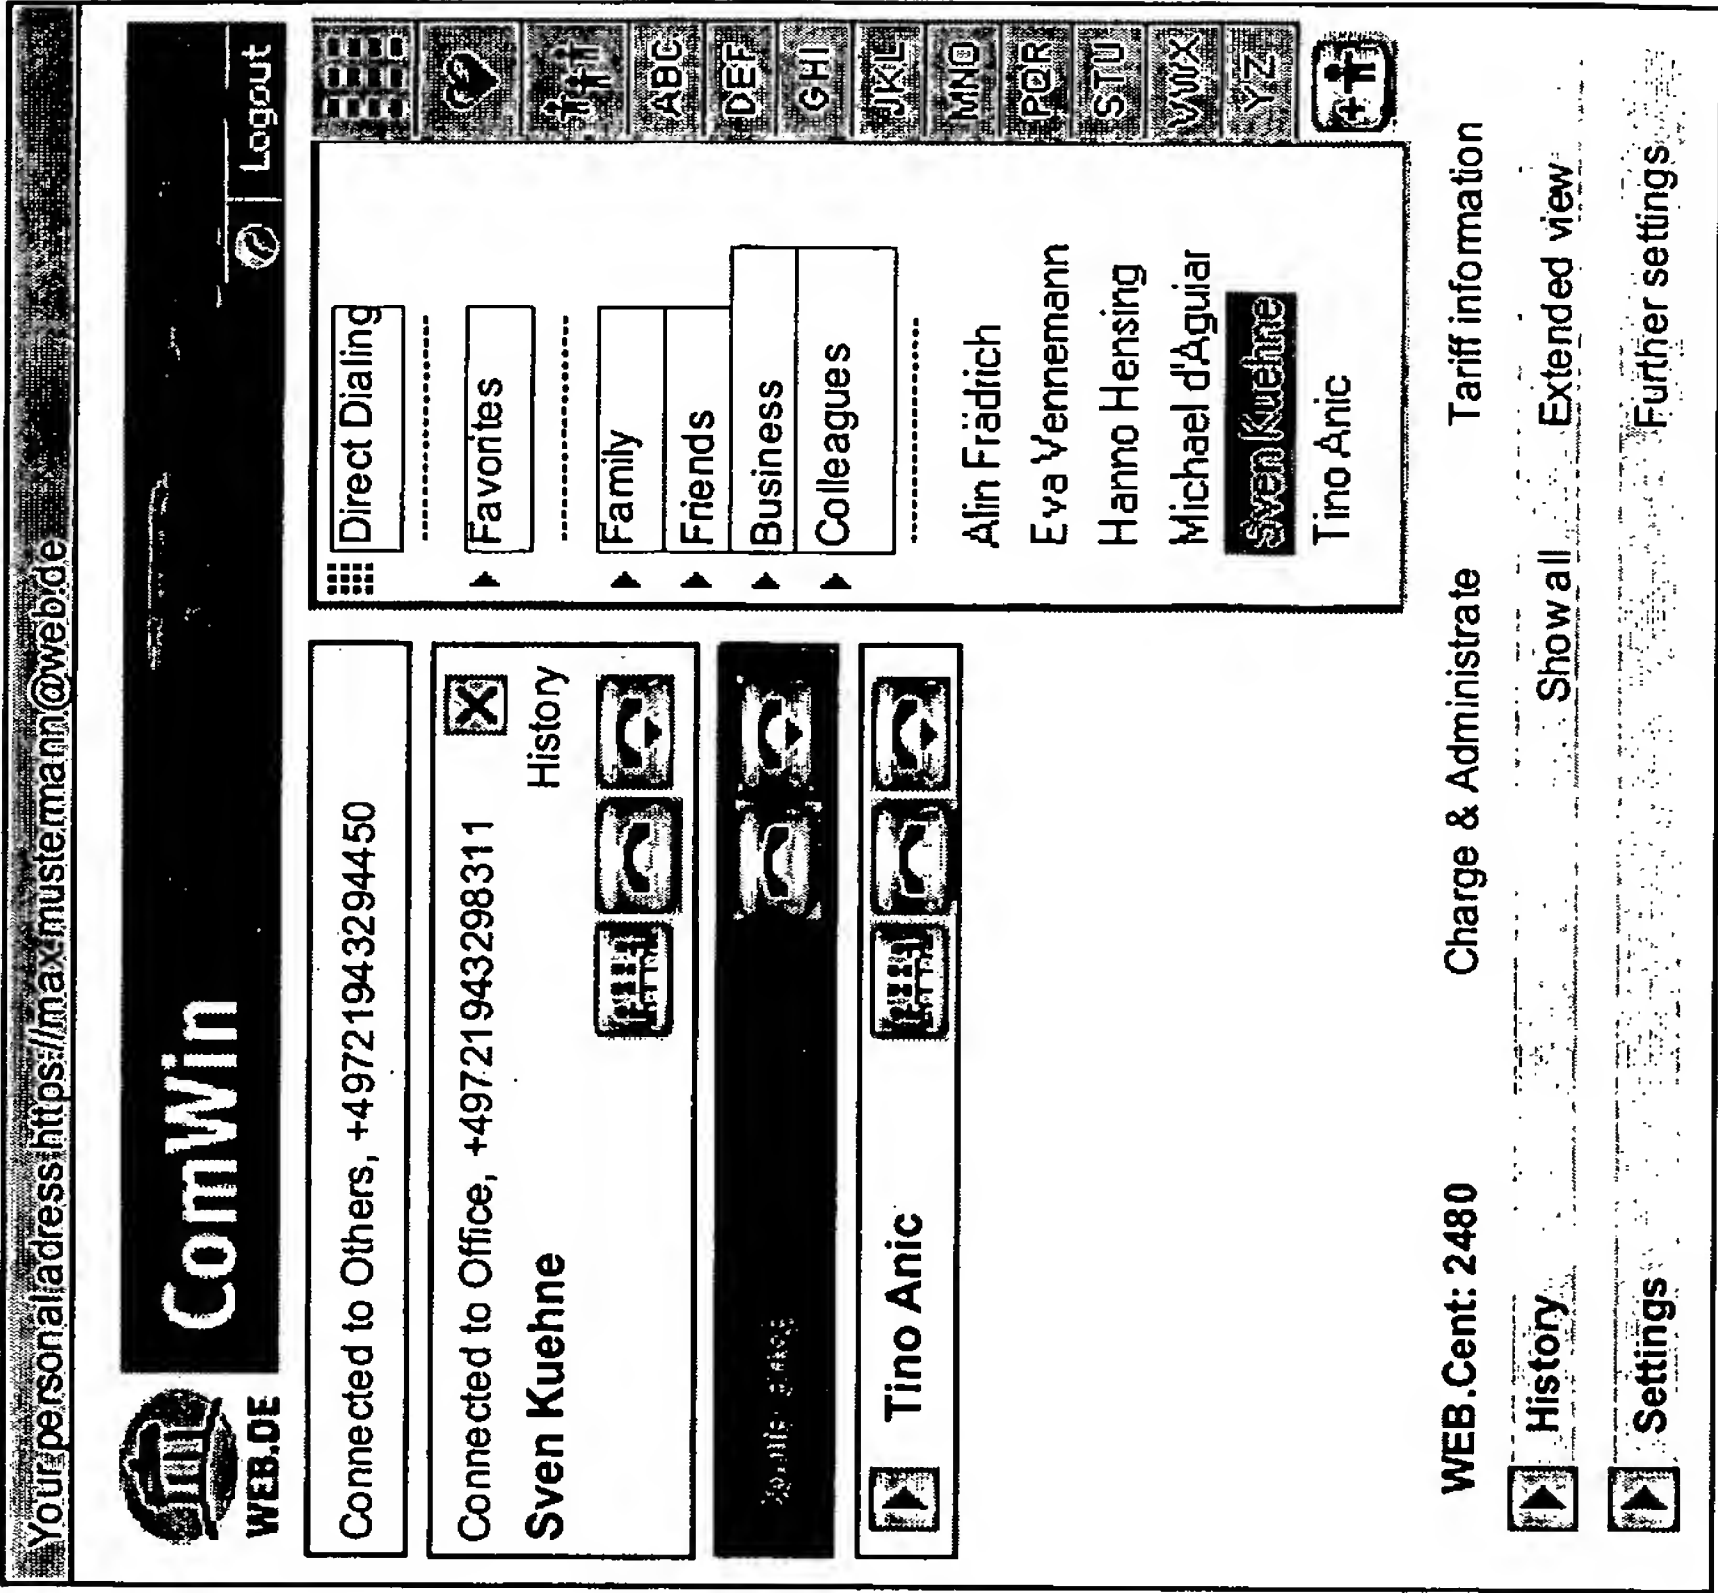 Your personal adress https://max.mustermann@web.de
WEB.DE
ComWin
Logout
Connected to Others, +49721943294450
Connected to Office, +49721943298311
Sven Kuehne
History
Tino Anic
Direct Dialing
Favorites
Family
Friends
Business
Colleagues
Alin Frädrich
Eva Vennemann
Hanno Hensing
Michael d'Aguiar
Sven Kuehne
Tino Anic
ABC
DEF
GHI
JKL
MNO
PQR
STU
VWX
YZ
WEB.Cent: 2480 Charge & Administrate Tariff information
History Show all Extended view
Settings Further settings